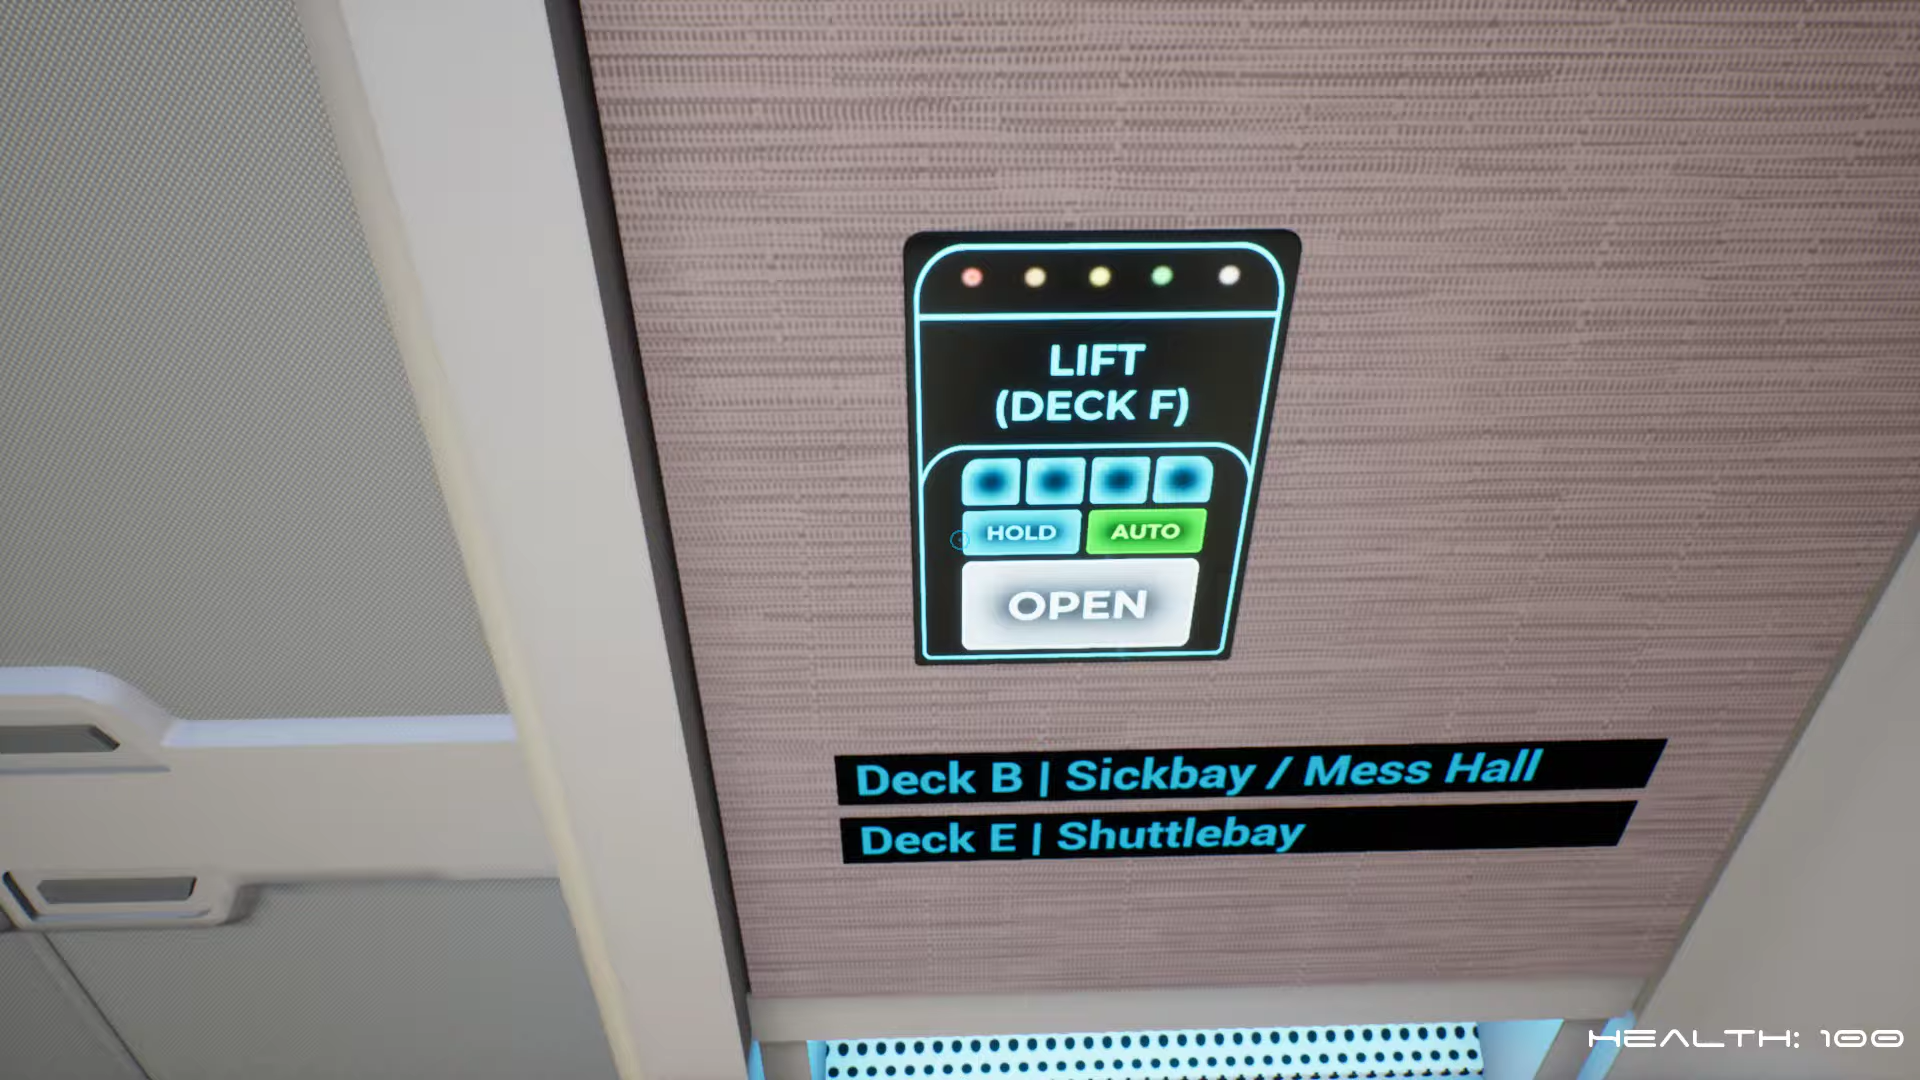 LIFT
(DECK F)
HOLD AUTO
OPEN
Deck B | Sickbay / Mess Hall
Deck E | Shuttlebay
HEALTH: 100